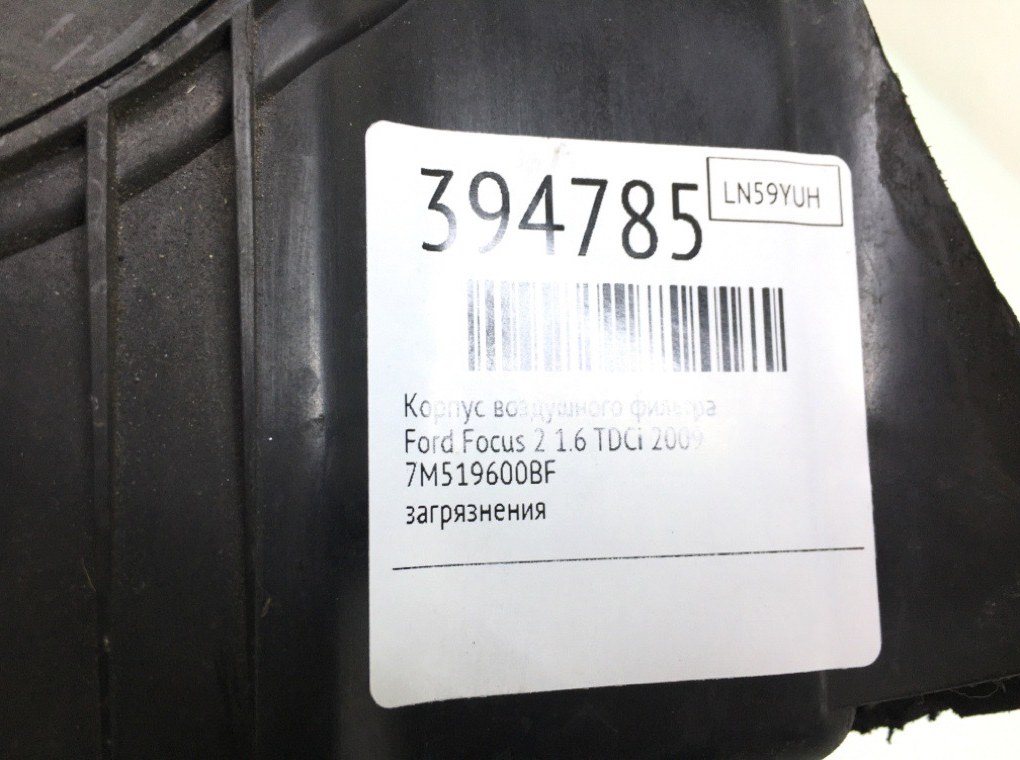 394785
LN59YUH
Корпус воздушного фильтра
Ford Focus 2 1.6 TDCi 2009
7M519600BF
загрязнения